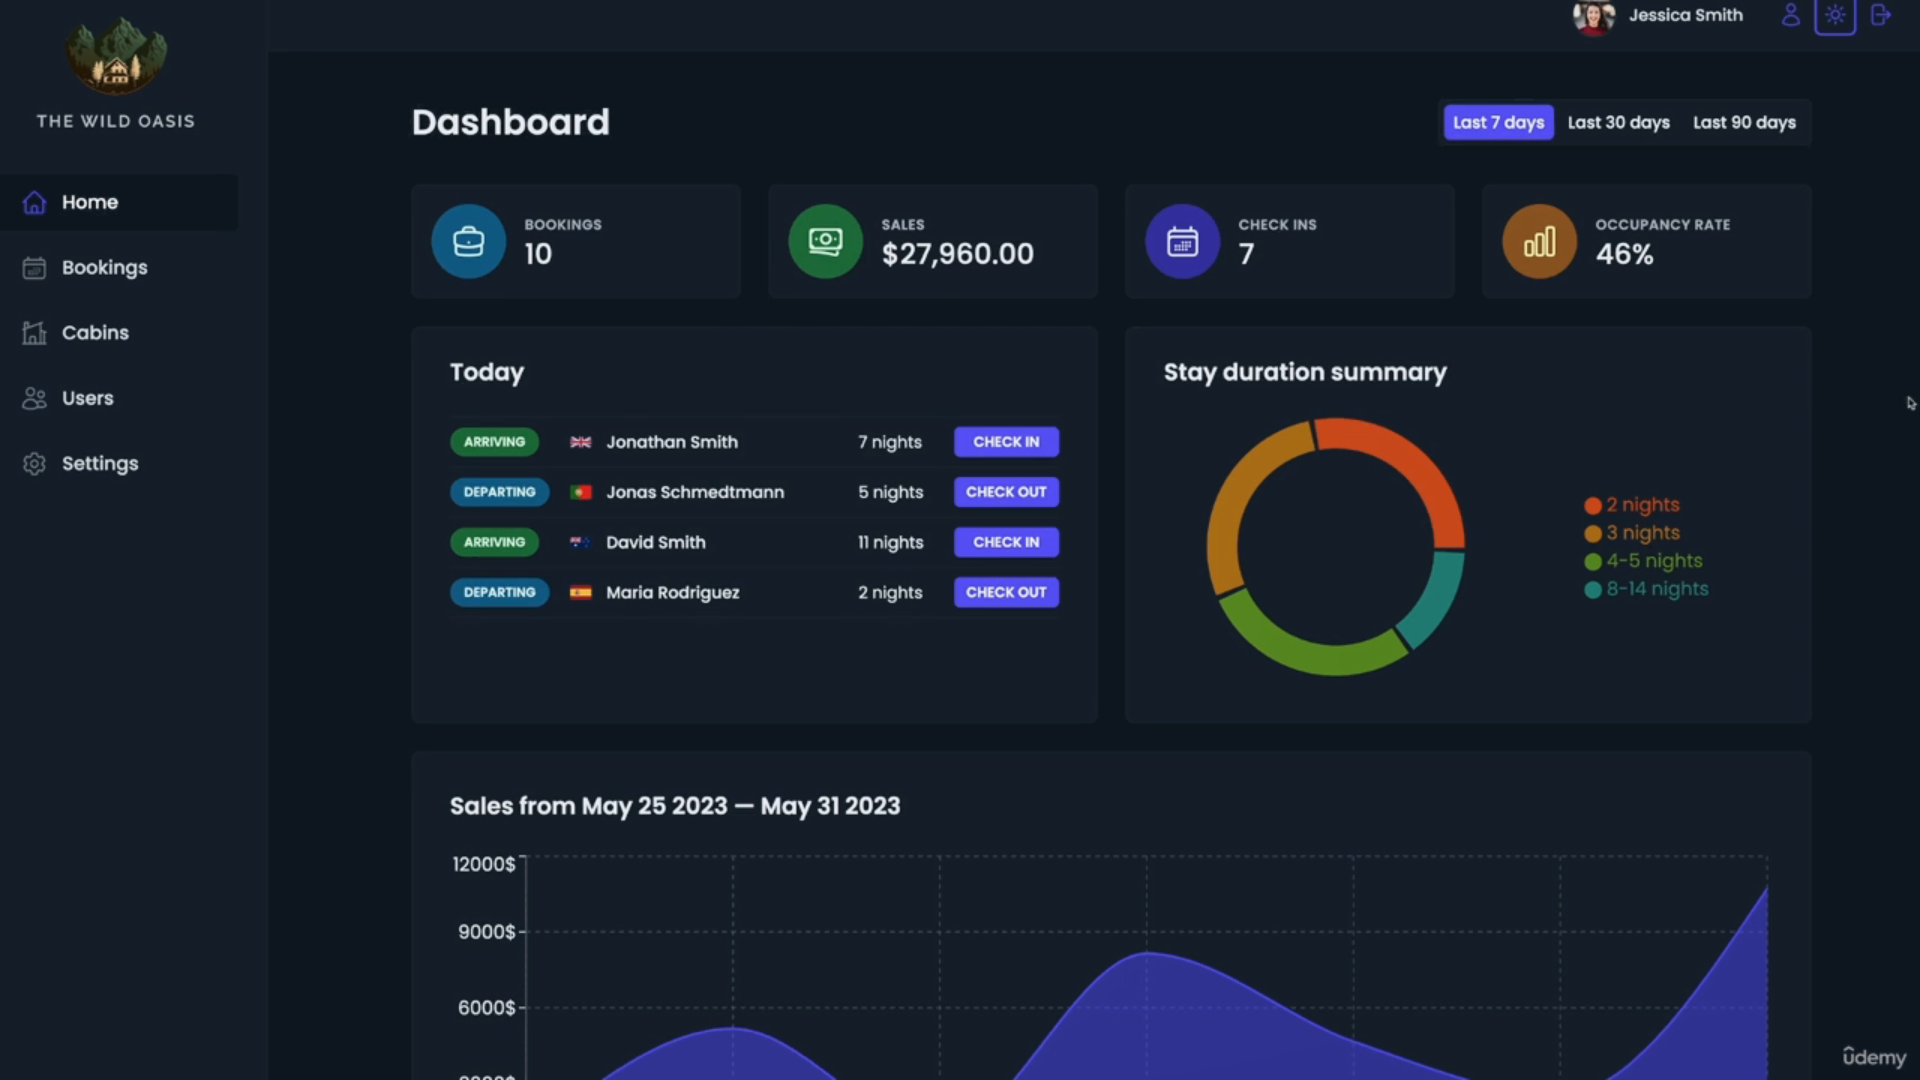 THE WILD OASIS
Home
Bookings
Cabins
Users
Settings
Jessica Smith
Dashboard
Last 7 days Last 30 days Last 90 days
BOOKINGS
10
SALES
$27,960.00
CHECK INS
7
OCCUPANCY RATE
46%
Today
ARRIVING Jonathan Smith 7 nights CHECK IN
DEPARTING Jonas Schmedtmann 5 nights CHECK OUT
ARRIVING David Smith 11 nights CHECK IN
DEPARTING Maria Rodriguez 2 nights CHECK OUT
Stay duration summary
2 nights
3 nights
4-5 nights
8-14 nights
Sales from May 25 2023 — May 31 2023
12000$
9000$
6000$
udemy